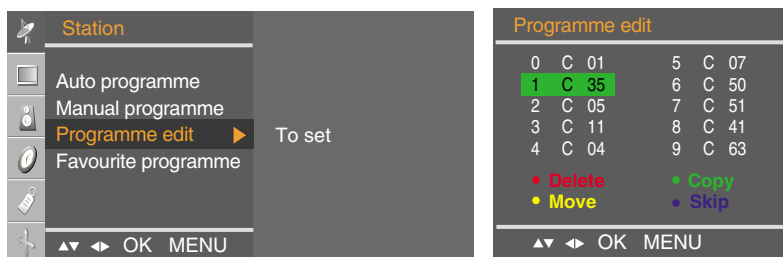 Station
Auto programme
Manual programme
Programme edit To set
Favourite programme
OK MENU
Programme edit
0 C 01 5 C 07
1 C 35 6 C 50
2 C 05 7 C 51
3 C 11 8 C 41
4 C 04 9 C 63
Delete Copy
Move Skip
OK MENU